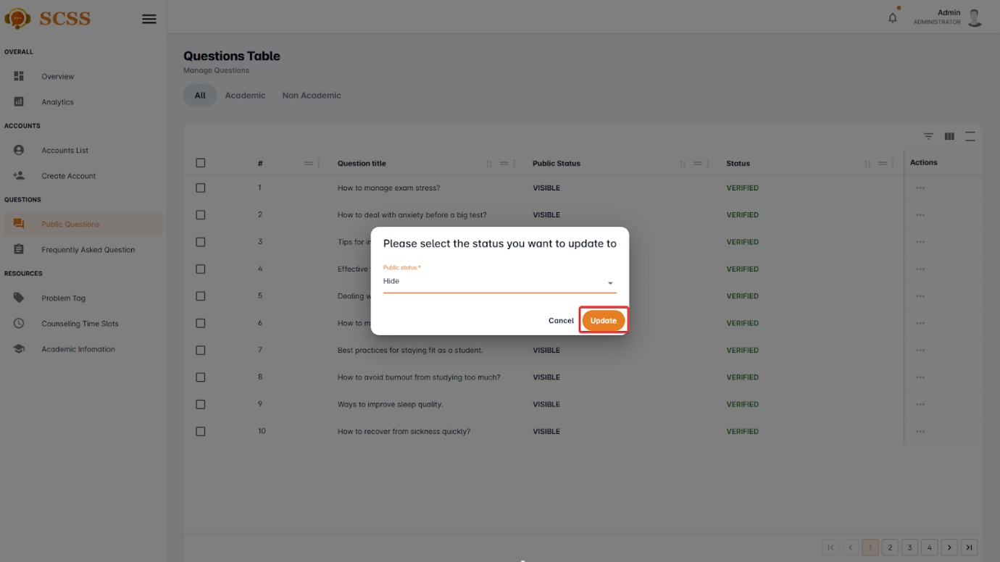 SCSS
Admin
ADMINISTRATOR
OVERALL
Overview
Analytics
ACCOUNTS
Accounts List
Create Account
QUESTIONS
Public Questions
Frequently Asked Question
RESOURCES
Problem Tag
Counseling Time Slots
Academic Infomation
Questions Table
Manage Questions
All Academic Non Academic
# Question title Public Status Status Actions
1 How to manage exam stress? VISIBLE VERIFIED
2 How to deal with anxiety before a big test? VISIBLE VERIFIED
3 Tips for VERIFIED
4 Effective VERIFIED
5 Dealing VERIFIED
6 How to VERIFIED
7 Best practices for staying fit as a student. VISIBLE VERIFIED
8 How to avoid burnout from studying too much? VISIBLE VERIFIED
9 Ways to improve sleep quality. VISIBLE VERIFIED
10 How to recover from sickness quickly? VISIBLE VERIFIED
Please select the status you want to update to
Public status *
Hide
Cancel Update
1 2 3 4